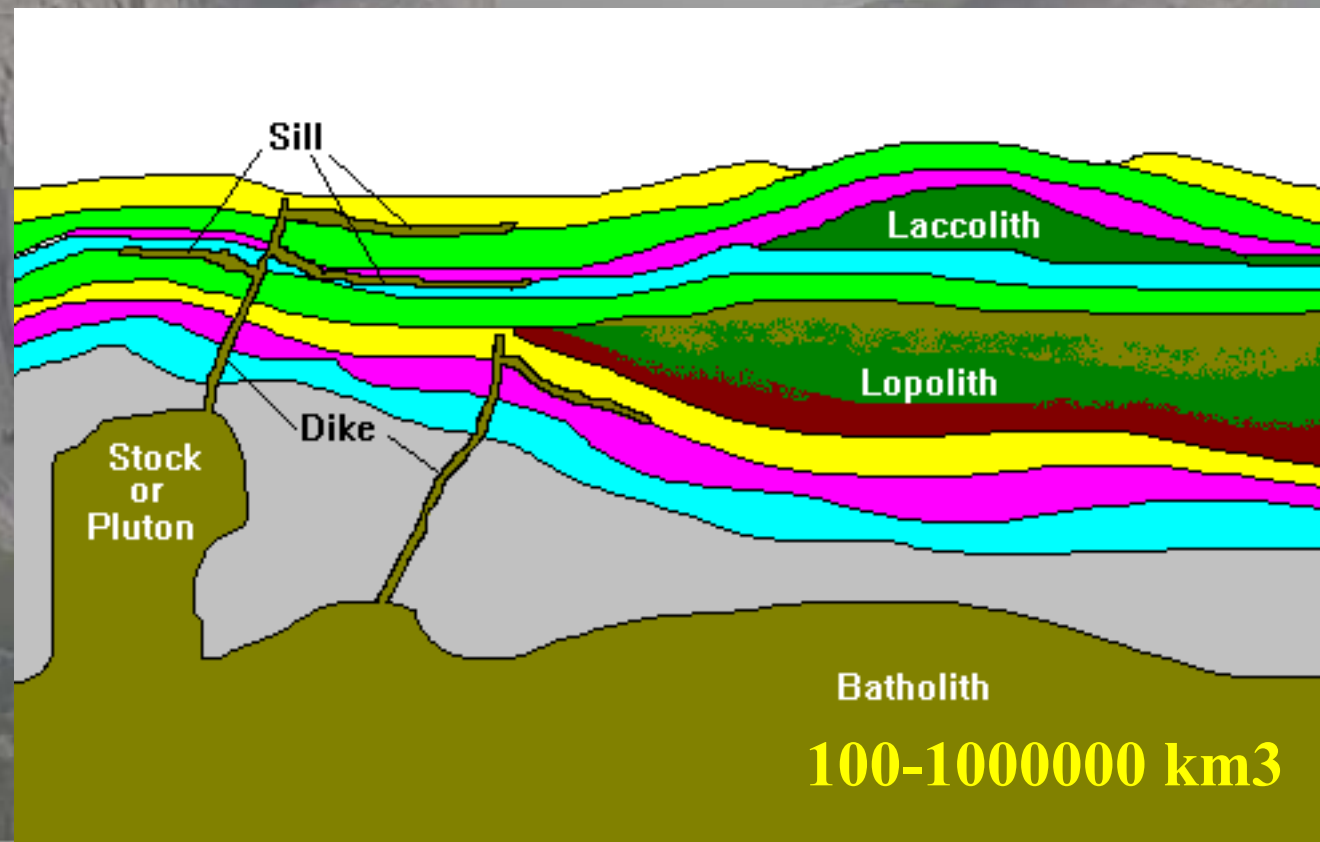 Sill
Laccolith
Lopolith
Dike
Stock
or
Pluton
Batholith
100-1000000 km3